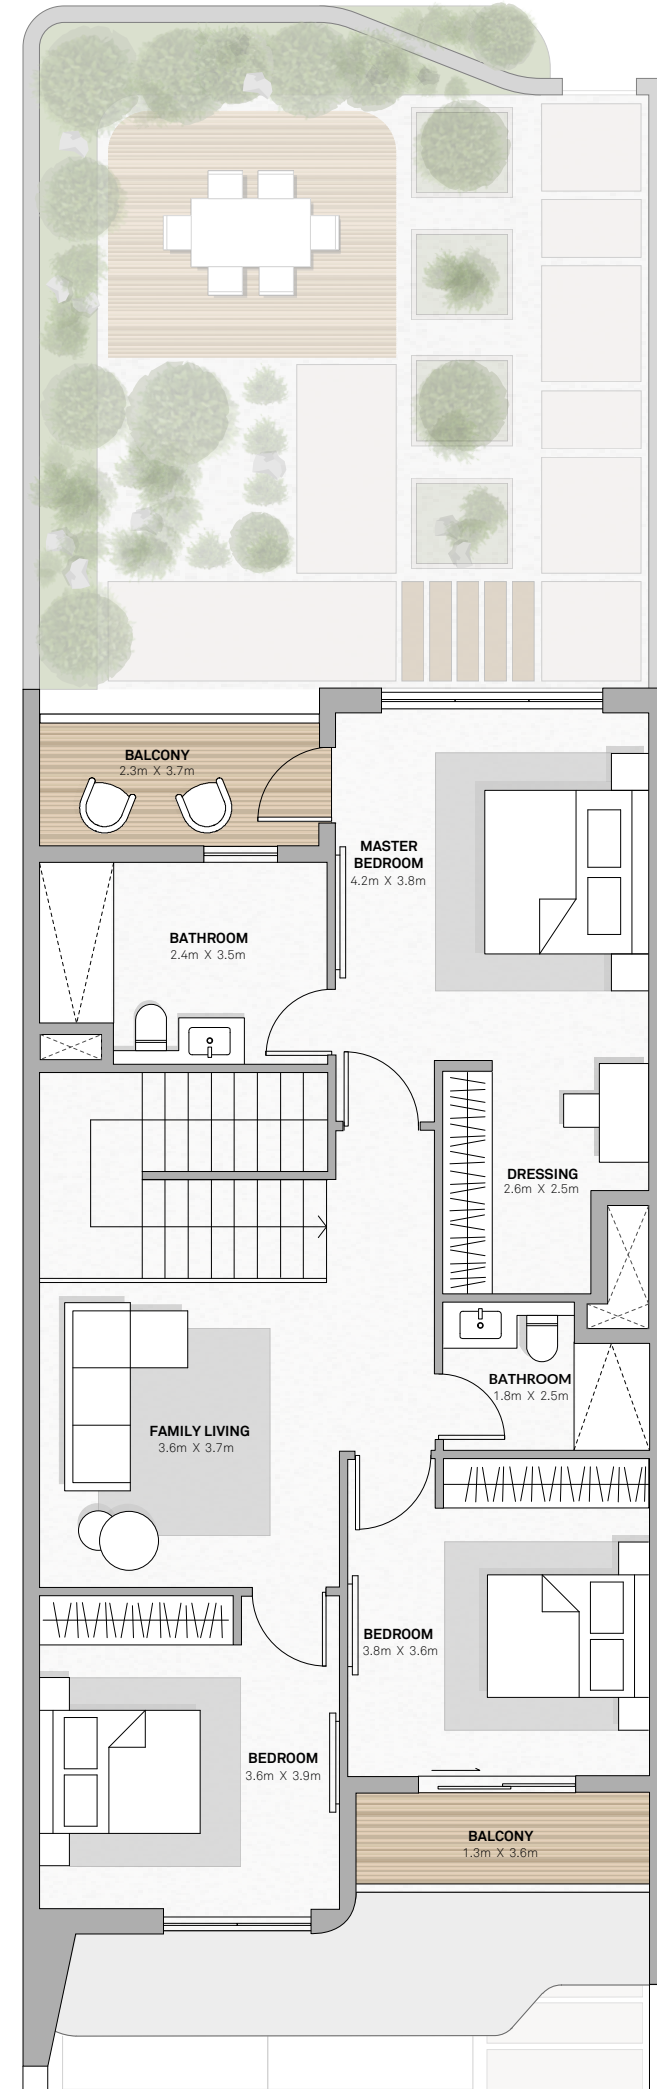 BALCONY
2.3m X 3.7m
MASTER
BEDROOM
4.2m X 3.8m
BATHROOM
2.4m X 3.5m
DRESSING
2.6m X 2.5m
BATHROOM
1.8m X 2.5m
FAMILY LIVING
3.6m X 3.7m
BEDROOM
3.8m X 3.6m
BEDROOM
3.6m X 3.9m
BALCONY
1.3m X 3.6m